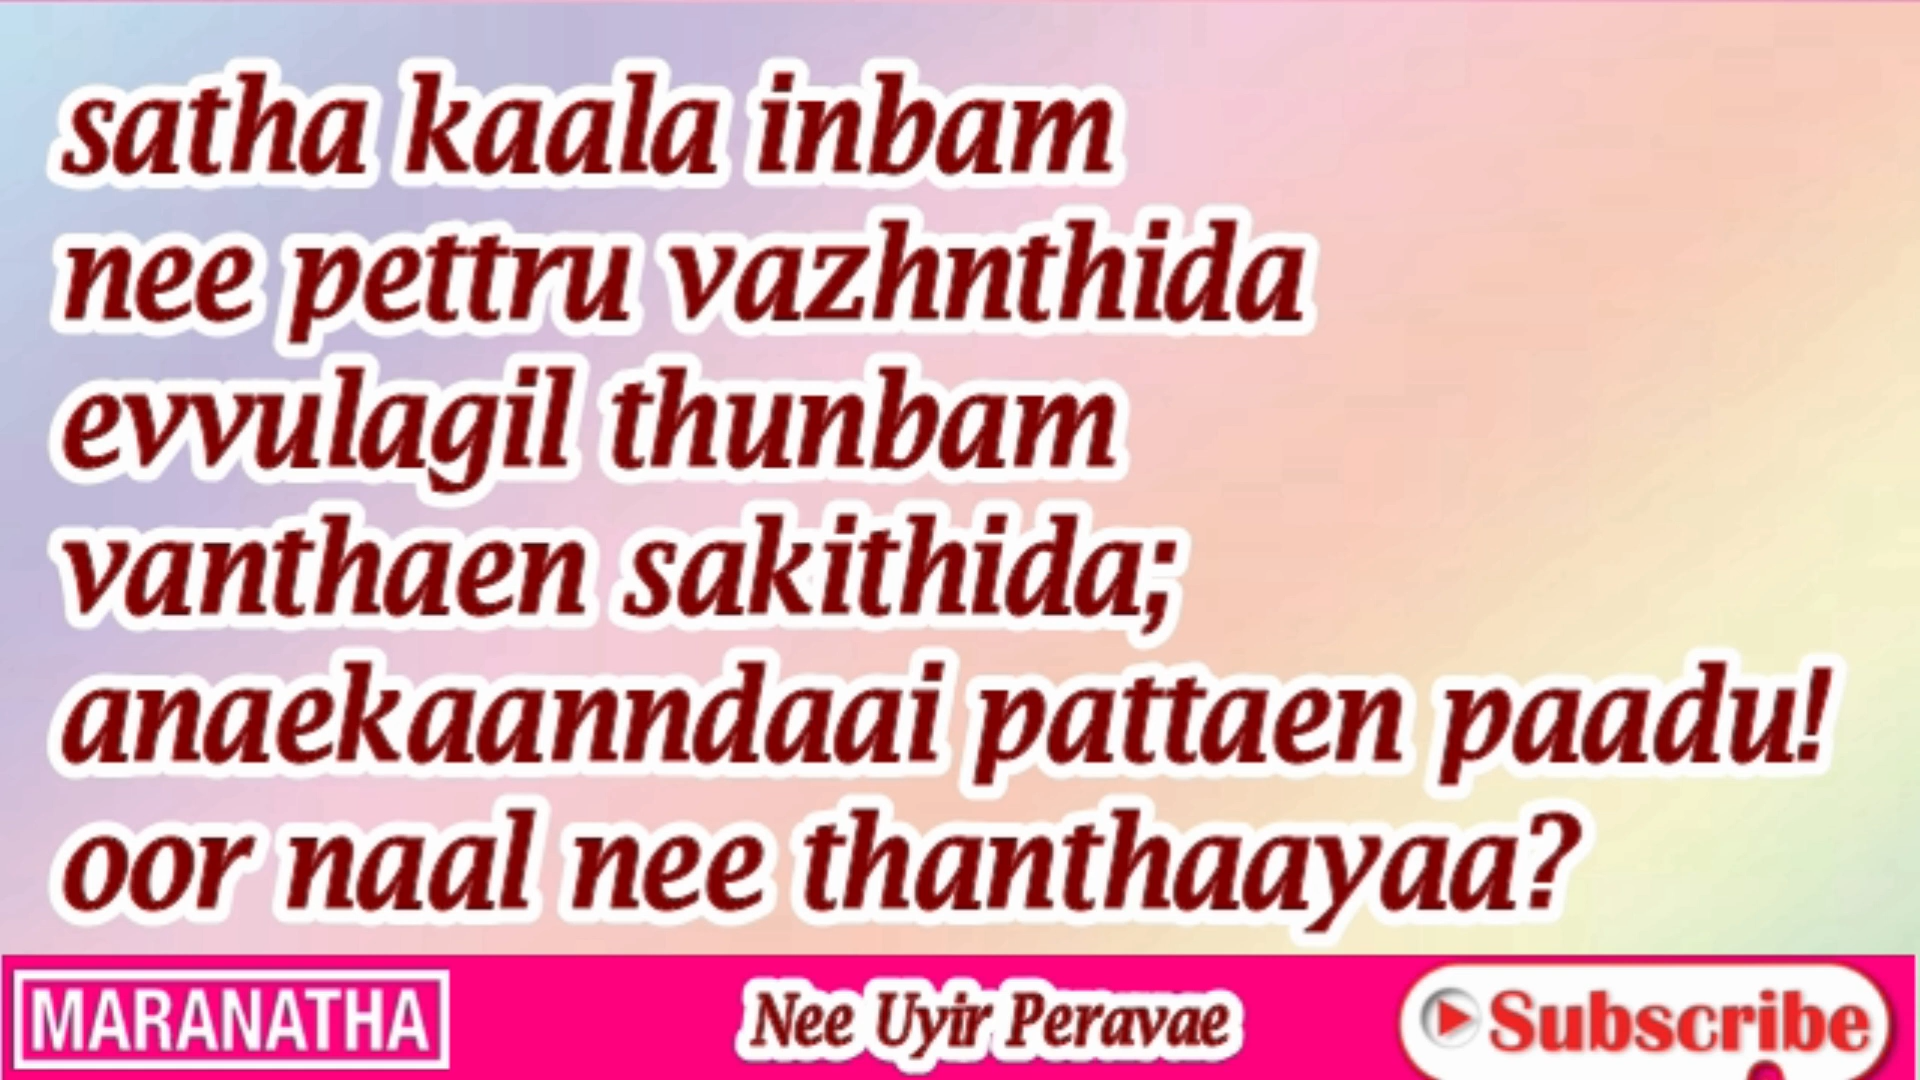 satha kaala inbam
nee pettru vazhnthida
evvulagil thunbam
vanthaen sakithida;
anaekaanndaai pattaen paadu!
oor naal nee thanthaayaa?
MARANATHA
Nee Uyir Peravae
Subscribe